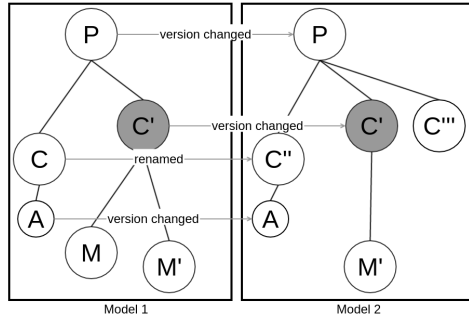 P
version changed
P
C'
version changed
C'
C'''
C
renamed
C''
A
version changed
A
M
M'
M'
Model 1
Model 2